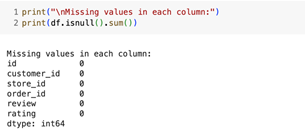 1 print("\nMissing values in each column:")
2 print(df.isnull().sum())
Missing values in each column:
id 0
customer_id 0
store_id 0
order_id 0
review 0
rating 0
dtype: int64